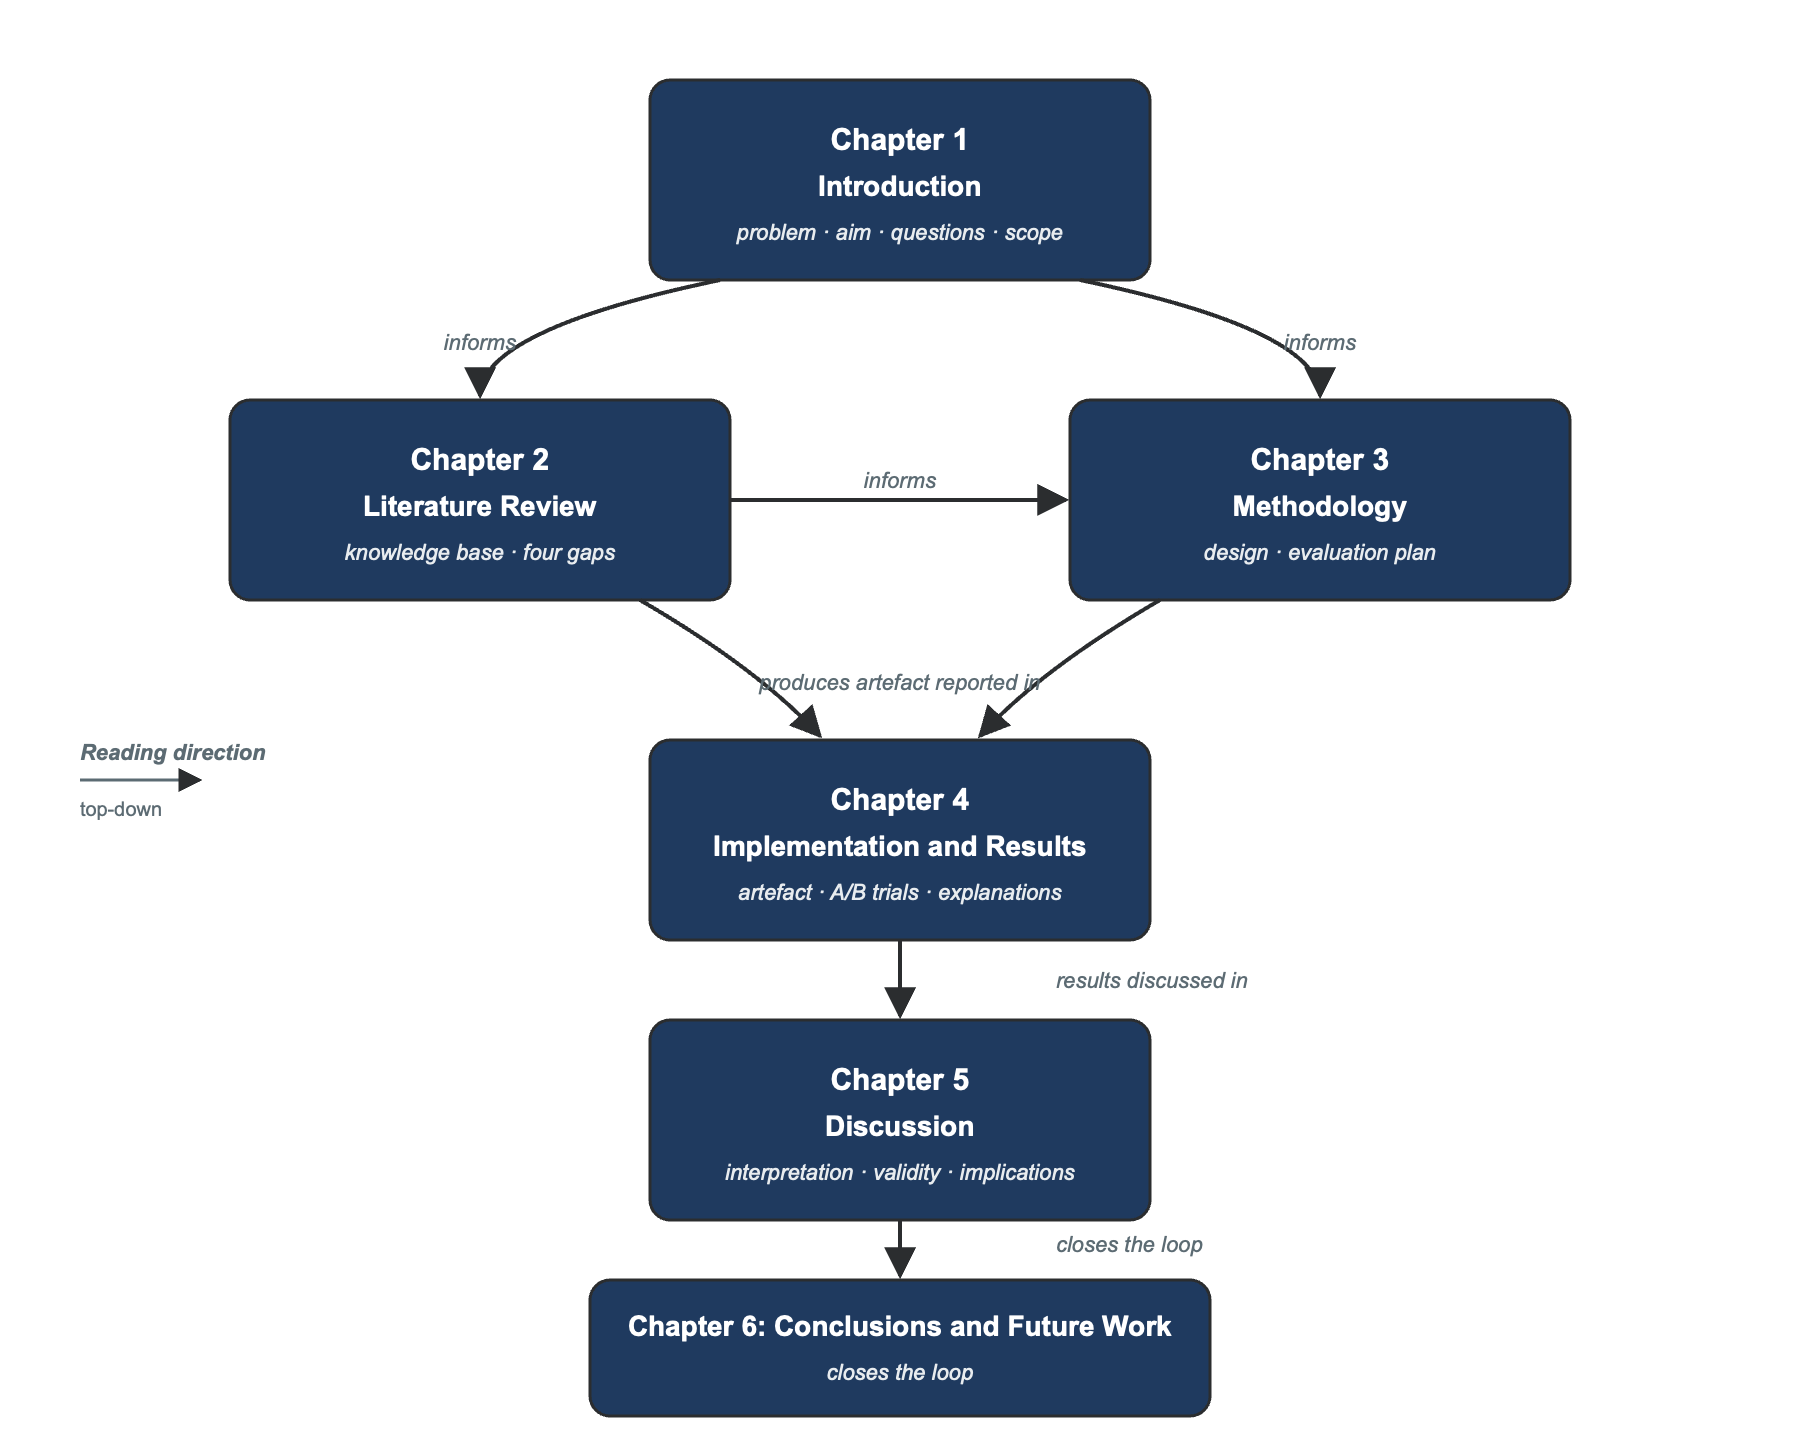 Chapter 1
Introduction
problem · aim · questions · scope
informs
informs
Chapter 2
Literature Review
knowledge base · four gaps
informs
Chapter 3
Methodology
design · evaluation plan
produces artefact reported in
Reading direction
top-down
Chapter 4
Implementation and Results
artefact · A/B trials · explanations
results discussed in
Chapter 5
Discussion
interpretation · validity · implications
closes the loop
Chapter 6: Conclusions and Future Work
closes the loop